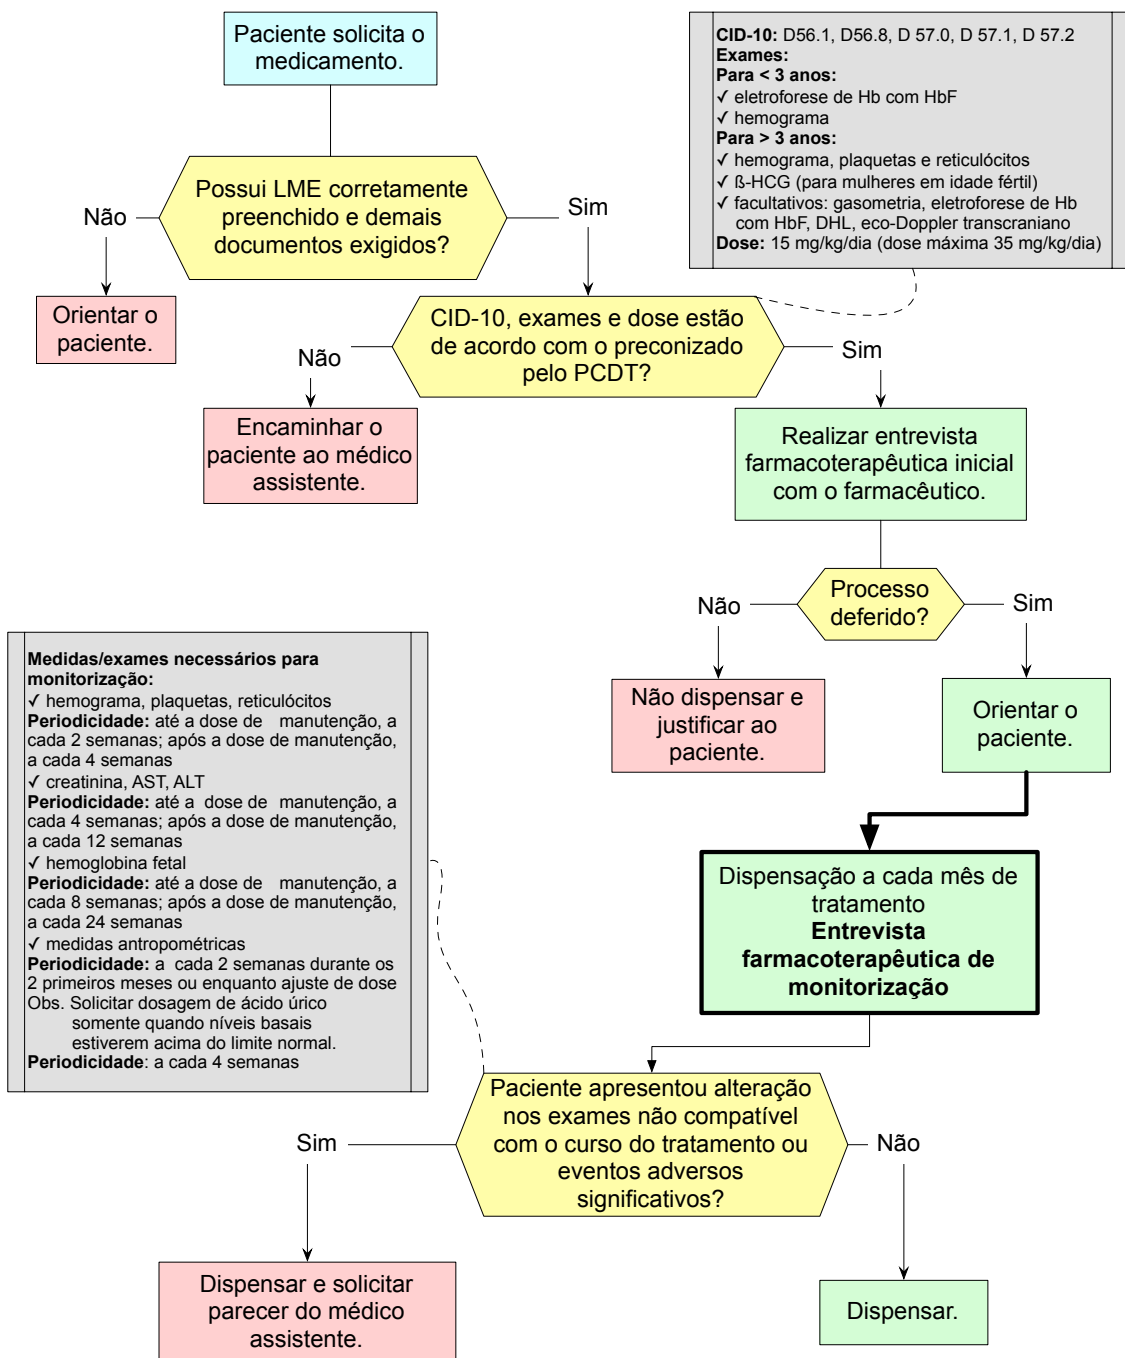 Paciente solicita o
medicamento.
CID-10: D56.1, D56.8, D 57.0, D 57.1, D 57.2
Exames:
Para < 3 anos:
✓ eletroforese de Hb com HbF
✓ hemograma
Para > 3 anos:
✓ hemograma, plaquetas e reticulócitos
✓ ß-HCG (para mulheres em idade fértil)
✓ facultativos: gasometria, eletroforese de Hb
com HbF, DHL, eco-Doppler transcraniano
Dose: 15 mg/kg/dia (dose máxima 35 mg/kg/dia)
Possui LME corretamente
preenchido e demais
documentos exigidos?
Não
Sim
Orientar o
paciente.
CID-10, exames e dose estão
de acordo com o preconizado
pelo PCDT?
Não
Sim
Encaminhar o
paciente ao médico
assistente.
Realizar entrevista
farmacoterapêutica inicial
com o farmacêutico.
Processo
deferido?
Não
Sim
Não dispensar e
justificar ao
paciente.
Orientar o
paciente.
Medidas/exames necessários para
monitorização:
✓ hemograma, plaquetas, reticulócitos
Periodicidade: até a dose de manutenção, a
cada 2 semanas; após a dose de manutenção,
a cada 4 semanas
✓ creatinina, AST, ALT
Periodicidade: até a dose de manutenção, a
cada 4 semanas; após a dose de manutenção,
a cada 12 semanas
✓ hemoglobina fetal
Periodicidade: até a dose de manutenção, a
cada 8 semanas; após a dose de manutenção,
a cada 24 semanas
✓ medidas antropométricas
Periodicidade: a cada 2 semanas durante os
2 primeiros meses ou enquanto ajuste de dose
Obs. Solicitar dosagem de ácido úrico
somente quando níveis basais
estiverem acima do limite normal.
Periodicidade: a cada 4 semanas
Dispensação a cada mês de
tratamento
Entrevista
farmacoterapêutica de
monitorização
Paciente apresentou alteração
nos exames não compatível
com o curso do tratamento ou
eventos adversos
significativos?
Sim
Não
Dispensar e solicitar
parecer do médico
assistente.
Dispensar.